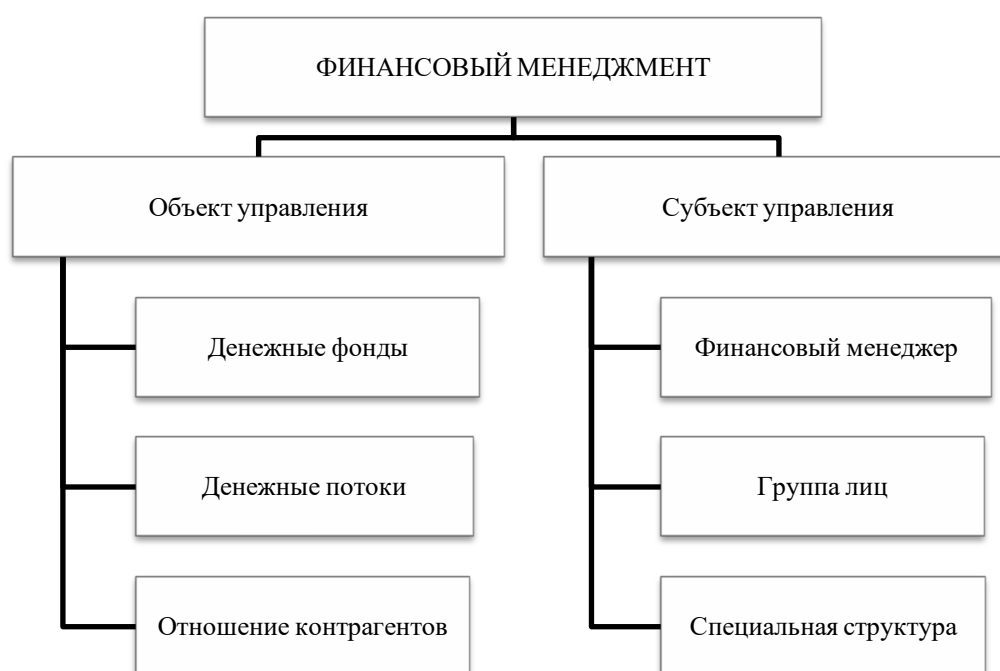 ФИНАНСОВЫЙ МЕНЕДЖМЕНТ
Объект управления
Денежные фонды
Денежные потоки
Отношение контрагентов
Субъект управления
Финансовый менеджер
Группа лиц
Специальная структура